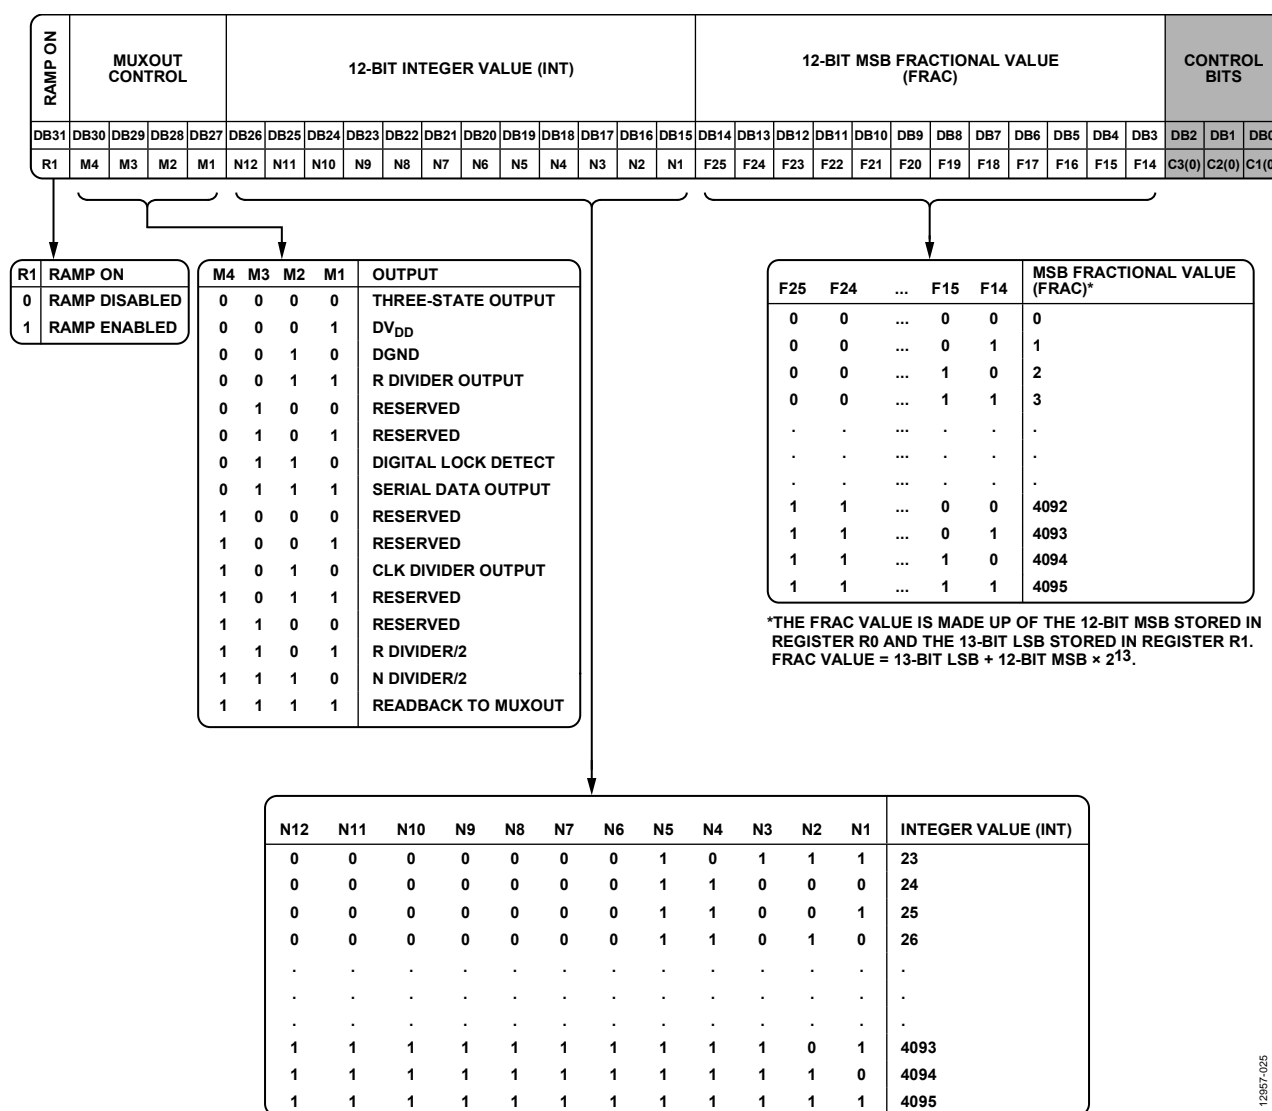 RAMP ON
MUXOUT
CONTROL
12-BIT INTEGER VALUE (INT)
12-BIT MSB FRACTIONAL VALUE
(FRAC)
CONTROL
BITS
DB31 DB30 DB29 DB28 DB27 DB26 DB25 DB24 DB23 DB22 DB21 DB20 DB19 DB18 DB17 DB16 DB15 DB14 DB13 DB12 DB11 DB10 DB9 DB8 DB7 DB6 DB5 DB4 DB3 DB2 DB1 DB0
R1 M4 M3 M2 M1 N12 N11 N10 N9 N8 N7 N6 N5 N4 N3 N2 N1 F25 F24 F23 F22 F21 F20 F19 F18 F17 F16 F15 F14 C3(0) C2(0) C1(0
R1 RAMP ON
0 RAMP DISABLED
1 RAMP ENABLED
M4 M3 M2 M1 OUTPUT
0 0 0 0 THREE-STATE OUTPUT
0 0 0 1 DVDD
0 0 1 0 DGND
0 0 1 1 R DIVIDER OUTPUT
0 1 0 0 RESERVED
0 1 0 1 RESERVED
0 1 1 0 DIGITAL LOCK DETECT
0 1 1 1 SERIAL DATA OUTPUT
1 0 0 0 RESERVED
1 0 0 1 RESERVED
1 0 1 0 CLK DIVIDER OUTPUT
1 0 1 1 RESERVED
1 1 0 0 RESERVED
1 1 0 1 R DIVIDER/2
1 1 1 0 N DIVIDER/2
1 1 1 1 READBACK TO MUXOUT
F25 F24 ... F15 F14 MSB FRACTIONAL VALUE
(FRAC)*
0 0 ... 0 0 0
0 0 ... 0 1 1
0 0 ... 1 0 2
0 0 ... 1 1 3
. . ... . . .
. . ... . . .
. . ... . . .
1 1 ... 0 0 4092
1 1 ... 0 1 4093
1 1 ... 1 0 4094
1 1 ... 1 1 4095
*THE FRAC VALUE IS MADE UP OF THE 12-BIT MSB STORED IN
REGISTER R0 AND THE 13-BIT LSB STORED IN REGISTER R1.
FRAC VALUE = 13-BIT LSB + 12-BIT MSB × 2¹³.
N12 N11 N10 N9 N8 N7 N6 N5 N4 N3 N2 N1 INTEGER VALUE (INT)
0 0 0 0 0 0 0 1 0 1 1 1 23
0 0 0 0 0 0 0 1 1 0 0 0 24
0 0 0 0 0 0 0 1 1 0 0 1 25
0 0 0 0 0 0 0 1 1 0 1 0 26
. . . . . . . . . . . . .
. . . . . . . . . . . . .
. . . . . . . . . . . . .
1 1 1 1 1 1 1 1 1 1 0 1 4093
1 1 1 1 1 1 1 1 1 1 1 0 4094
1 1 1 1 1 1 1 1 1 1 1 1 4095
12957-025